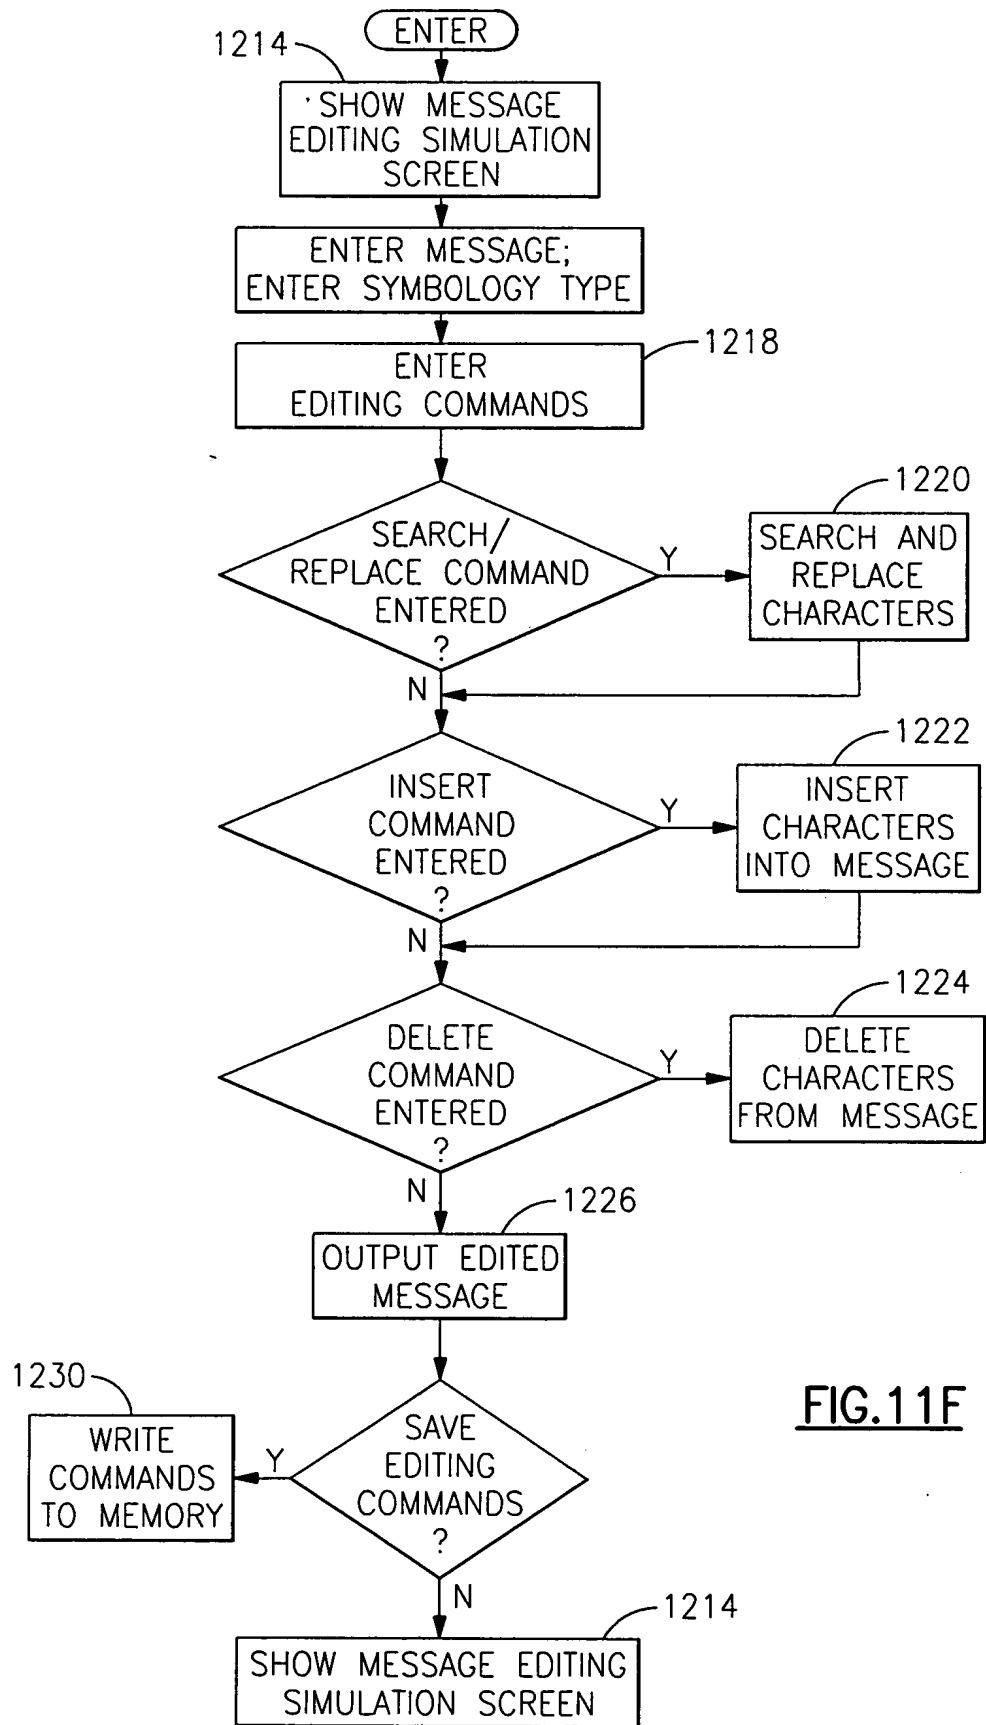 ENTER
1214
SHOW MESSAGE
EDITING SIMULATION
SCREEN
ENTER MESSAGE;
ENTER SYMBOLOGY TYPE
1218
ENTER
EDITING COMMANDS
SEARCH/
REPLACE COMMAND
ENTERED
?
Y
N
1220
SEARCH AND
REPLACE
CHARACTERS
INSERT
COMMAND
ENTERED
?
Y
N
1222
INSERT
CHARACTERS
INTO MESSAGE
DELETE
COMMAND
ENTERED
?
Y
N
1224
DELETE
CHARACTERS
FROM MESSAGE
1226
OUTPUT EDITED
MESSAGE
SAVE
EDITING
COMMANDS
?
Y
N
1230
WRITE
COMMANDS
TO MEMORY
FIG.11F
1214
SHOW MESSAGE EDITING
SIMULATION SCREEN